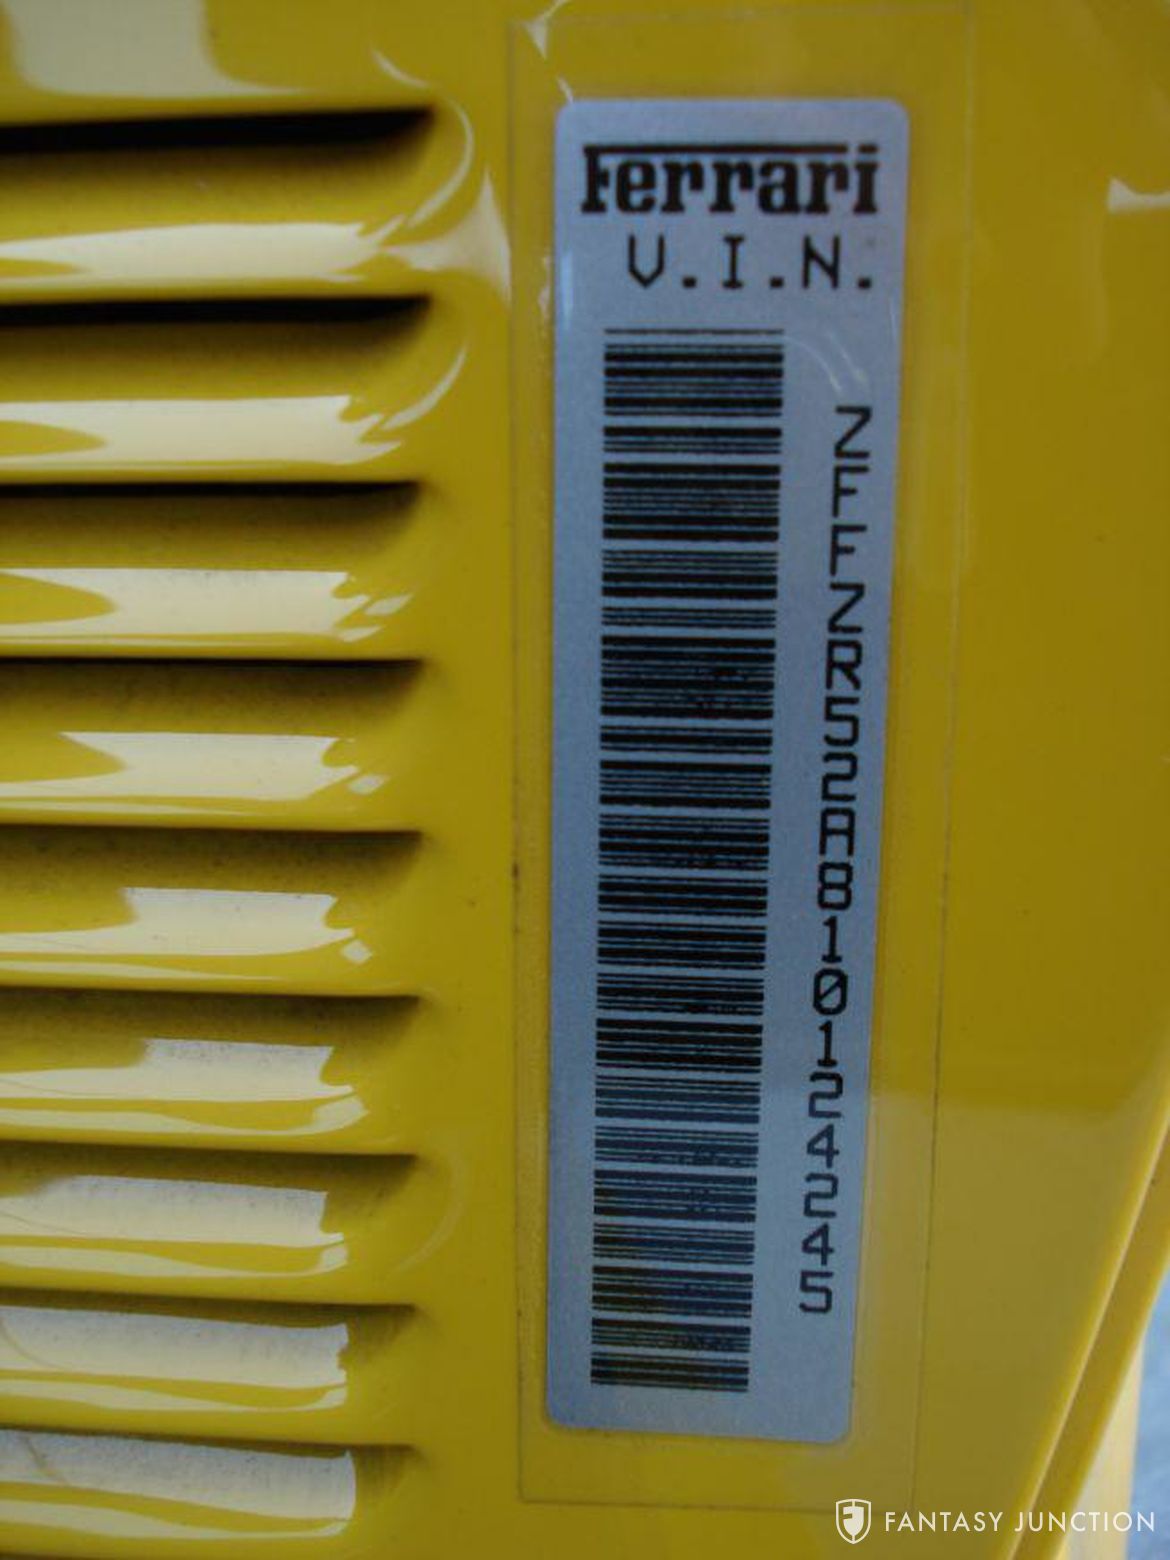 Ferrari
V.I.N.
ZFFZR52A810124245
FANTASY JUNCTION